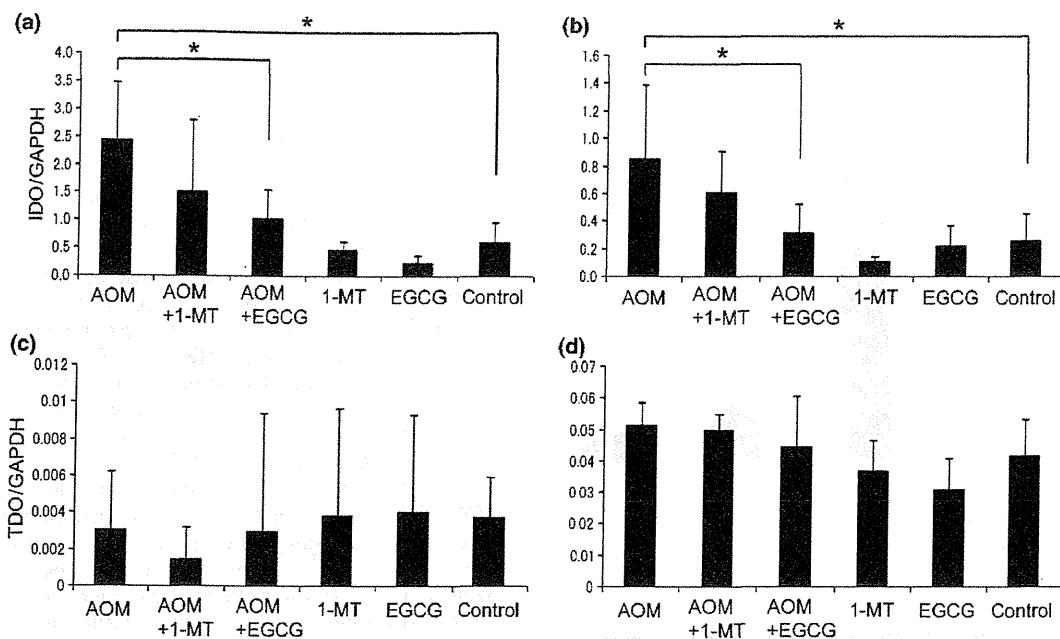 (a)
*
*
4.0
3.5
3.0
2.5
2.0
1.5
1.0
0.5
0.0
IDO/GAPDH
AOM
AOM +1-MT
AOM +EGCG
1-MT
EGCG
Control
(b)
*
*
1.6
1.4
1.2
1.0
0.8
0.6
0.4
0.2
0.0
AOM
AOM +1-MT
AOM +EGCG
1-MT
EGCG
Control
(c)
0.012
0.01
0.008
0.006
0.004
0.002
0
TDO/GAPDH
AOM
AOM +1-MT
AOM +EGCG
1-MT
EGCG
Control
(d)
0.07
0.06
0.05
0.04
0.03
0.02
0.01
0
AOM
AOM +1-MT
AOM +EGCG
1-MT
EGCG
Control